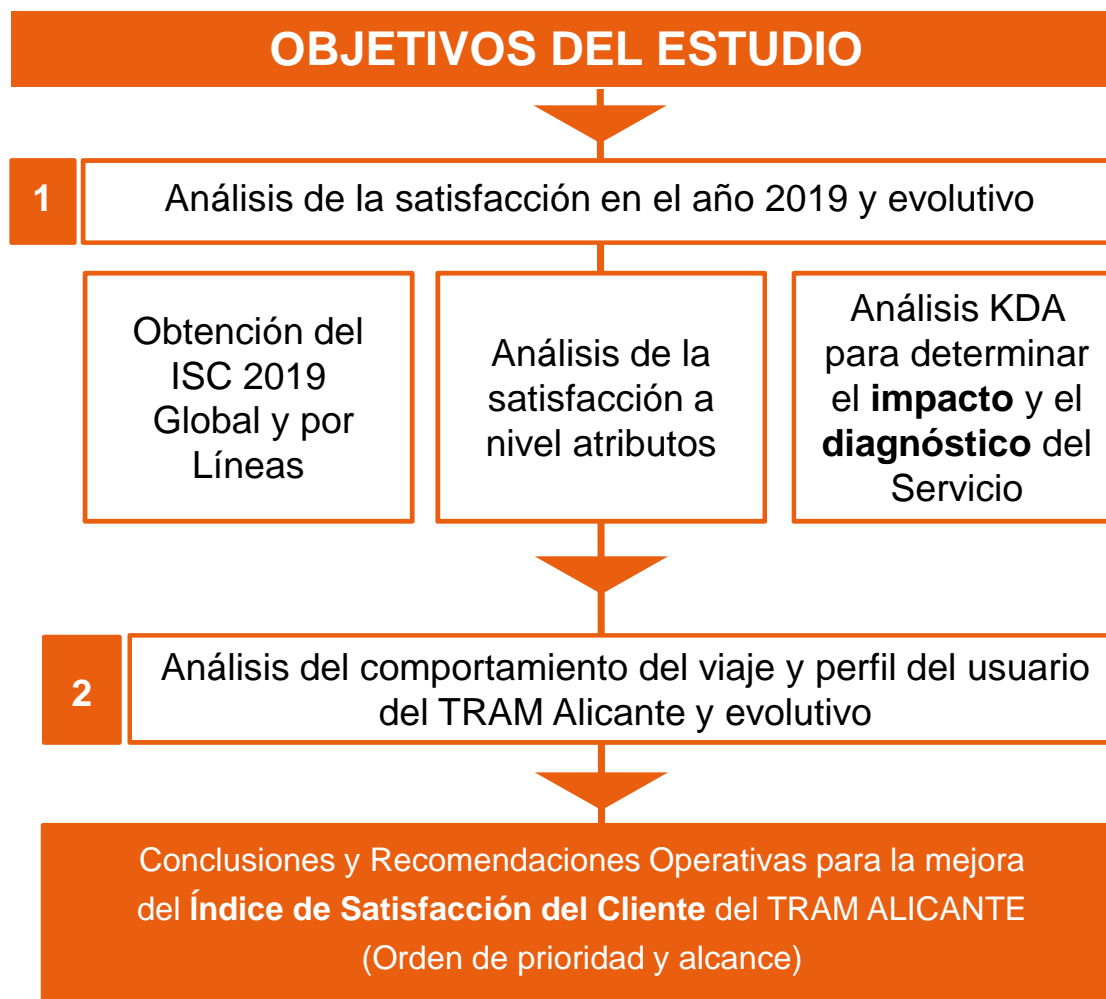 OBJETIVOS DEL ESTUDIO
1
Análisis de la satisfacción en el año 2019 y evolutivo
Obtención del
ISC 2019
Global y por
Líneas
Análisis de la
satisfacción a
nivel atributos
Análisis KDA
para determinar
el impacto y el
diagnóstico del
Servicio
2
Análisis del comportamiento del viaje y perfil del usuario
del TRAM Alicante y evolutivo
Conclusiones y Recomendaciones Operativas para la mejora
del Índice de Satisfacción del Cliente del TRAM ALICANTE
(Orden de prioridad y alcance)